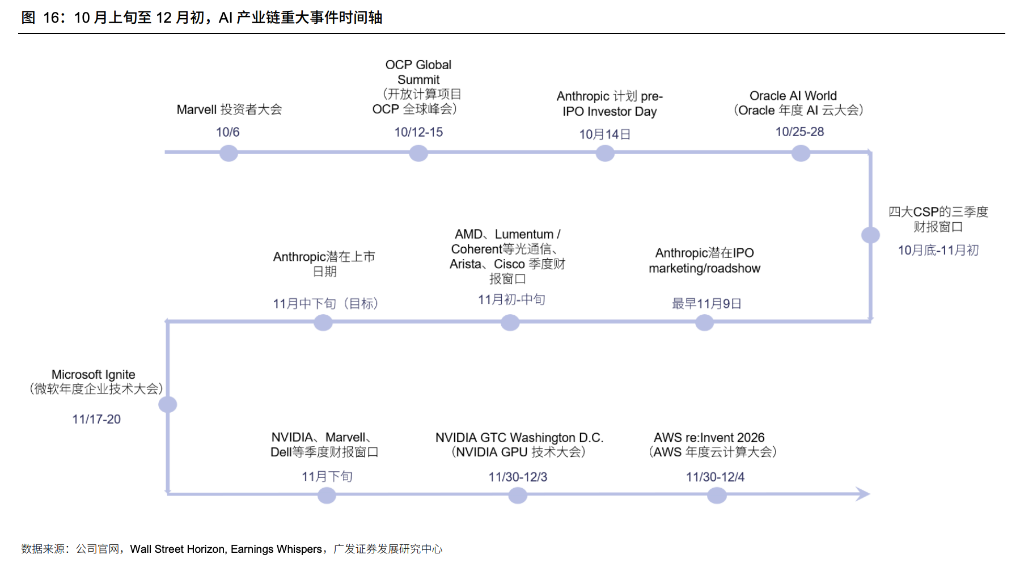 图 16：10 月上旬至 12 月初，AI 产业链重大事件时间轴
Marvell 投资者大会
10/6
OCP Global
Summit
（开放计算项目
OCP 全球峰会）
10/12-15
Anthropic 计划 pre-
IPO Investor Day
10月14日
Oracle AI World
（Oracle 年度 AI 云大会）
10/25-28
四大CSP的三季度
财报窗口
10月底-11月初
Anthropic潜在IPO
marketing/roadshow
最早11月9日
AMD、Lumentum /
Coherent等光通信、
Arista、Cisco 季度财
报窗口
11月初-中旬
Anthropic潜在上市
日期
11月中下旬（目标）
Microsoft Ignite
（微软年度企业技术大会）
11/17-20
NVIDIA、Marvell、
Dell等季度财报窗口
11月下旬
NVIDIA GTC Washington D.C.
（NVIDIA GPU 技术大会）
11/30-12/3
AWS re:Invent 2026
（AWS 年度云计算大会）
11/30-12/4
数据来源：公司官网，Wall Street Horizon, Earnings Whispers，广发证券发展研究中心